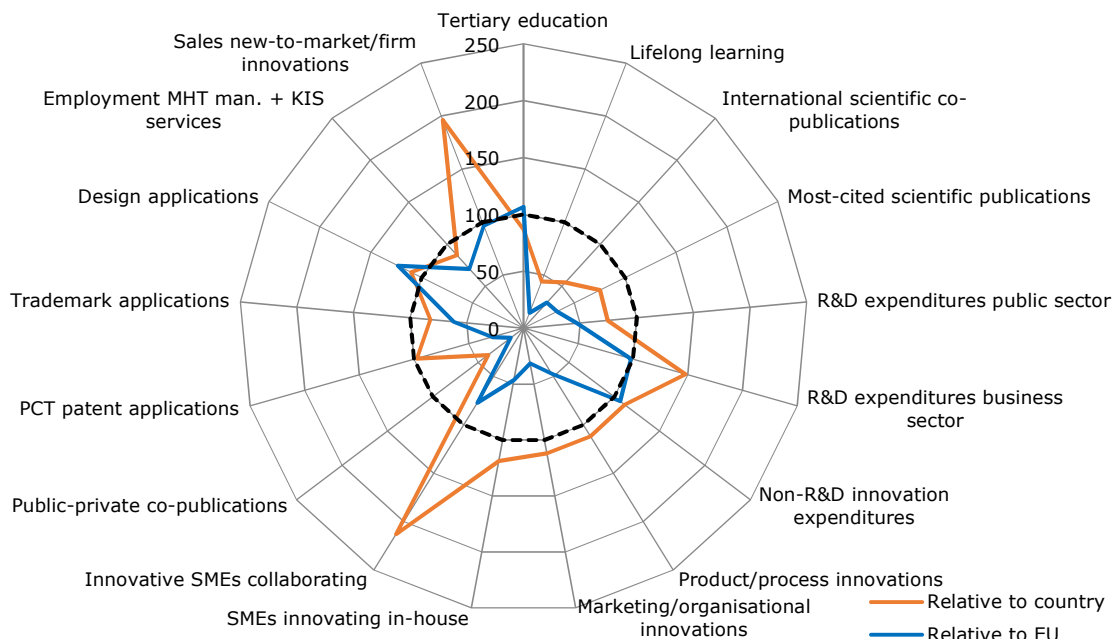 Tertiary education
250
Sales new-to-market/firm
innovations
Lifelong learning
Employment MHT man. + KIS
services
200
International scientific co-
publications
150
Design applications
Most-cited scientific publications
100
50
Trademark applications
0
R&D expenditures public sector
PCT patent applications
R&D expenditures business
sector
Public-private co-publications
Non-R&D innovation
expenditures
Innovative SMEs collaborating
Product/process innovations
SMEs innovating in-house
Marketing/organisational
innovations
Relative to country
Relative to EU